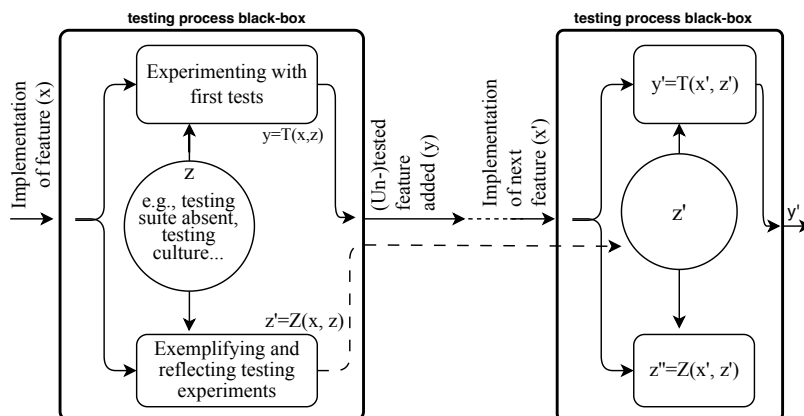 testing process black-box
Implementation
of feature (x)
Experimenting with
first tests
y=T(x,z)
z
e.g., testing
suite absent,
testing
culture...
z'=Z(x, z)
Exemplifying and
reflecting testing
experiments
(Un-)tested
feature
added (y)
Implementation
of next
feature (x')
testing process black-box
y'=T(x', z')
z'
z''=Z(x', z')
y'